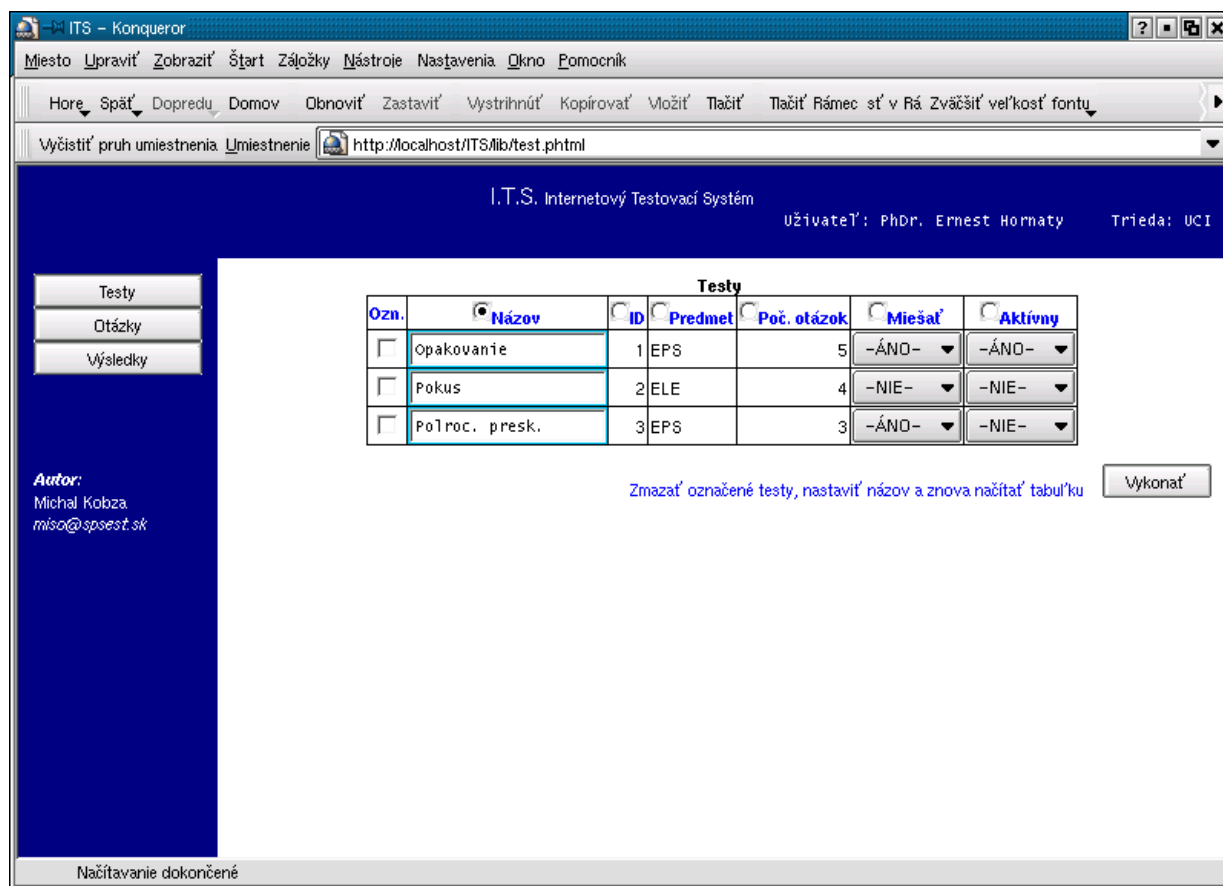 ITS – Konqueror
Miesto Upraviť Zobraziť Štart Záložky Nástroje Nastavenia Okno Pomocník
Hore Späť Dopredu Domov Obnoviť Zastaviť Vystrihnúť Kopírovať Vložiť Tlačiť Tlačiť Rámec sť v Rá Zväčšiť veľkosť fontu
Vyčistiť pruh umiestnenia Umiestnenie http://localhost/ITS/lib/test.phtml
I.T.S. Internetový Testovací Systém
Užívateľ: PhDr. Ernest Hornaty Trieda: UCI
Testy
Otázky
Výsledky
Autor:
Michal Kobza
miso@spsest.sk
Testy
Ozn. Názov ID Predmet Poč. otázok Miešať Aktívny
Opakovanie 1 EPS 5 –ÁNO– –ÁNO–
Pokus 2 ELE 4 –NIE– –NIE–
Polroc. presk. 3 EPS 3 –ÁNO– –NIE–
Zmazať označené testy, nastaviť názov a znova načítať tabuľku Vykonať
Načítavanie dokončené